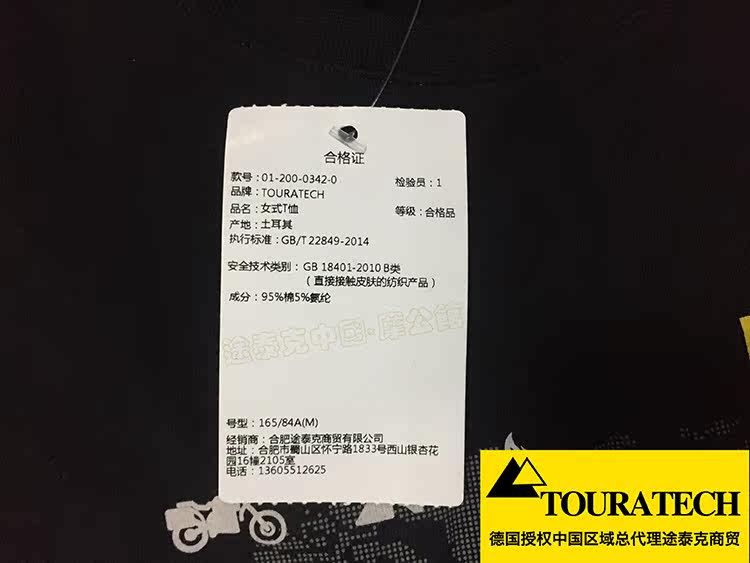 合格证
款号：01-200-0342-0 检验员：1
品牌：TOURATECH
品名：女式T恤 等级：合格品
产地：土耳其
执行标准：GB/T 22849-2014
安全技术类别：GB 18401-2010 B类
（直接接触皮肤的纺织产品）
成分：95%棉5%氨纶
途泰克中國·摩公館
号型：165/84A(M)
经销商：合肥途泰克商贸有限公司
地址：合肥市蜀山区怀宁路1833号西山银杏花
园16幢2105室
电话：13605512625
TOURATECH
德国授权中国区域总代理途泰克商贸